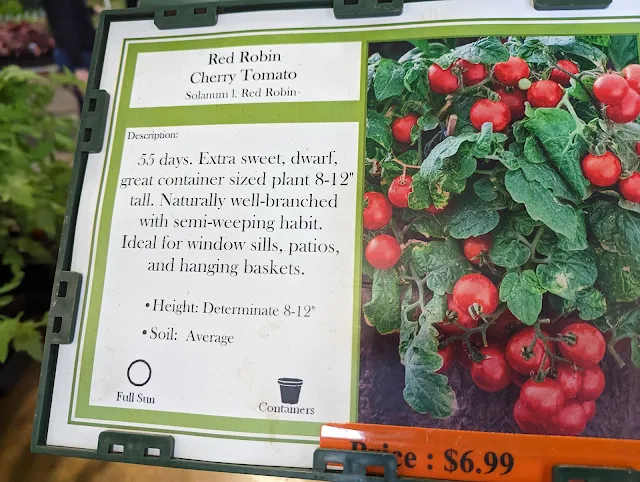 Red Robin
Cherry Tomato
Solanum l. Red Robin
Description:
55 days. Extra sweet, dwarf,
great container sized plant 8-12"
tall. Naturally well-branched
with semi-weeping habit.
Ideal for window sills, patios,
and hanging baskets.
•Height: Determinate 8-12"
•Soil: Average
Full Sun
Containers
Price : $6.99